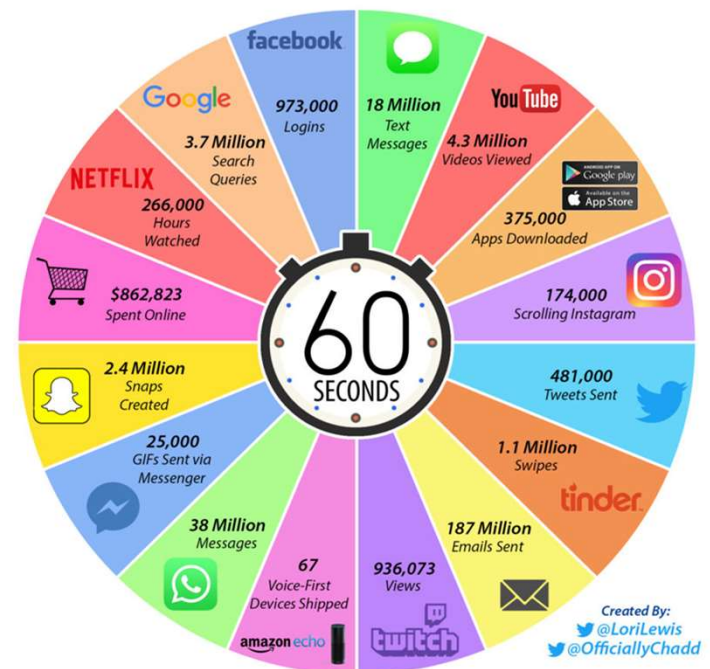 facebook
973,000
Logins
18 Million
Text
Messages
YouTube
4.3 Million
Videos Viewed
ANDROID APP ON
Google play
Available on the
App Store
375,000
Apps Downloaded
174,000
Scrolling Instagram
481,000
Tweets Sent
1.1 Million
Swipes
tinder
187 Million
Emails Sent
936,073
Views
twitch
67
Voice-First
Devices Shipped
amazon echo
38 Million
Messages
25,000
GIFs Sent via
Messenger
2.4 Million
Snaps
Created
$862,823
Spent Online
NETFLIX
266,000
Hours
Watched
Google
3.7 Million
Search
Queries
60
SECONDS
Created By:
@LoriLewis
@OfficiallyChadd